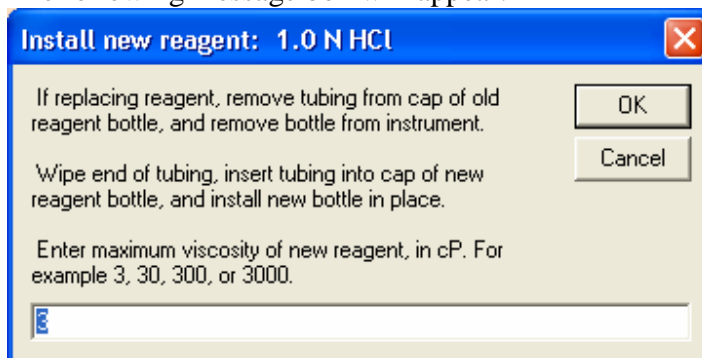 Install new reagent: 1.0 N HCl
If replacing reagent, remove tubing from cap of old
reagent bottle, and remove bottle from instrument.
OK
Cancel
Wipe end of tubing, insert tubing into cap of new
reagent bottle, and install new bottle in place.
Enter maximum viscosity of new reagent, in cP. For
example 3, 30, 300, or 3000.
3